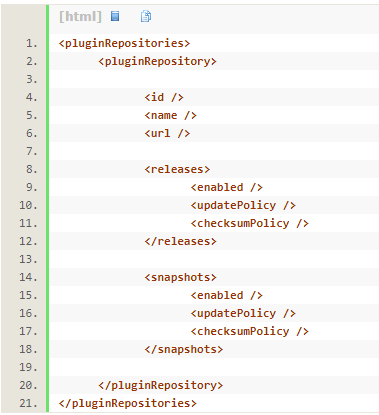 [html]
1. <pluginRepositories>
2. <pluginRepository>
3.
4. <id />
5. <name />
6. <url />
7.
8. <releases>
9. <enabled />
10. <updatePolicy />
11. <checksumPolicy />
12. </releases>
13.
14. <snapshots>
15. <enabled />
16. <updatePolicy />
17. <checksumPolicy />
18. </snapshots>
19.
20. </pluginRepository>
21. </pluginRepositories>